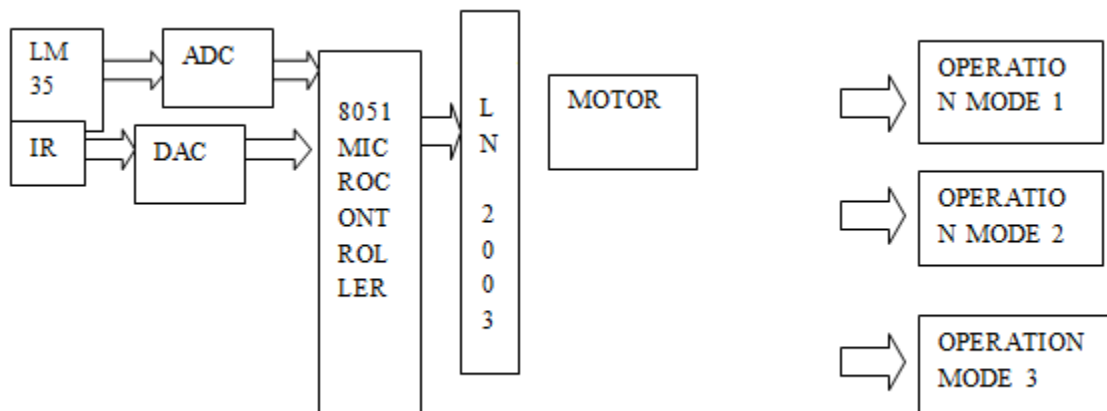 LM
35
ADC
IR
DAC
8051
MIC
ROC
ONT
ROL
LER
L
N
2
0
0
3
MOTOR
OPERATIO
N MODE 1
OPERATIO
N MODE 2
OPERATION
MODE 3